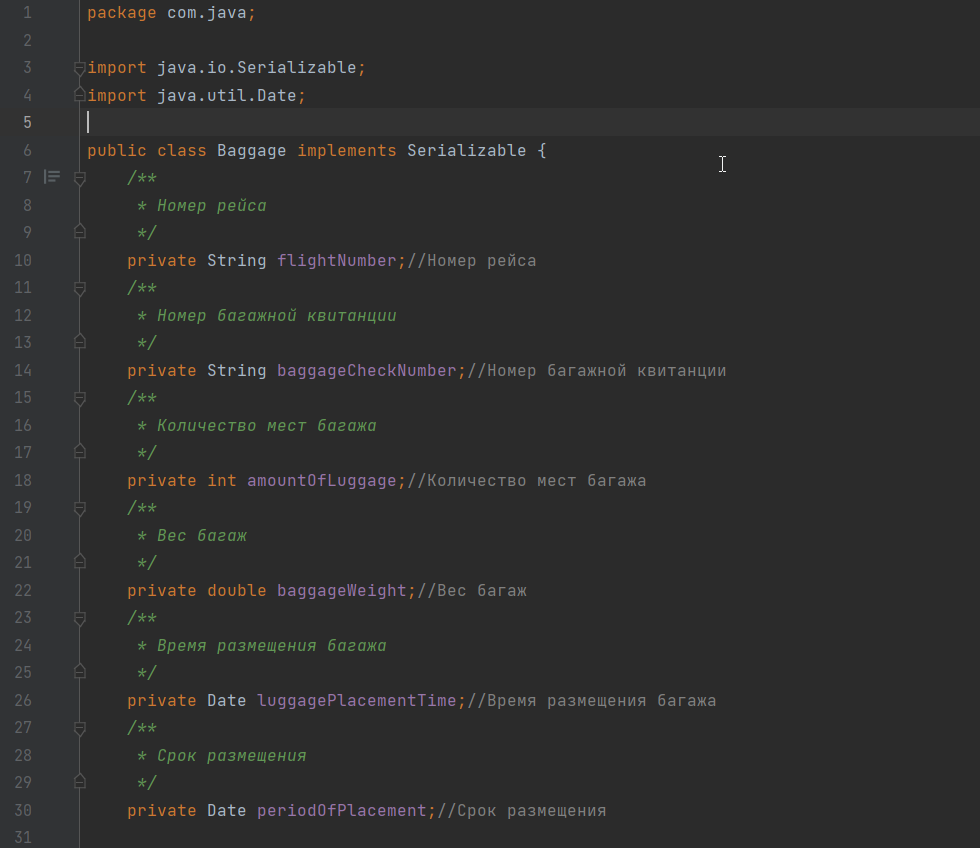 1 package com.java;
2
3 import java.io.Serializable;
4 import java.util.Date;
5
6 public class Baggage implements Serializable {
7 /**
8 * Номер рейса
9 */
10 private String flightNumber;//Номер рейса
11 /**
12 * Номер багажной квитанции
13 */
14 private String baggageCheckNumber;//Номер багажной квитанции
15 /**
16 * Количество мест багажа
17 */
18 private int amountOfLuggage;//Количество мест багажа
19 /**
20 * Вес багаж
21 */
22 private double baggageWeight;//Вес багаж
23 /**
24 * Время размещения багажа
25 */
26 private Date luggagePlacementTime;//Время размещения багажа
27 /**
28 * Срок размещения
29 */
30 private Date periodOfPlacement;//Срок размещения
31